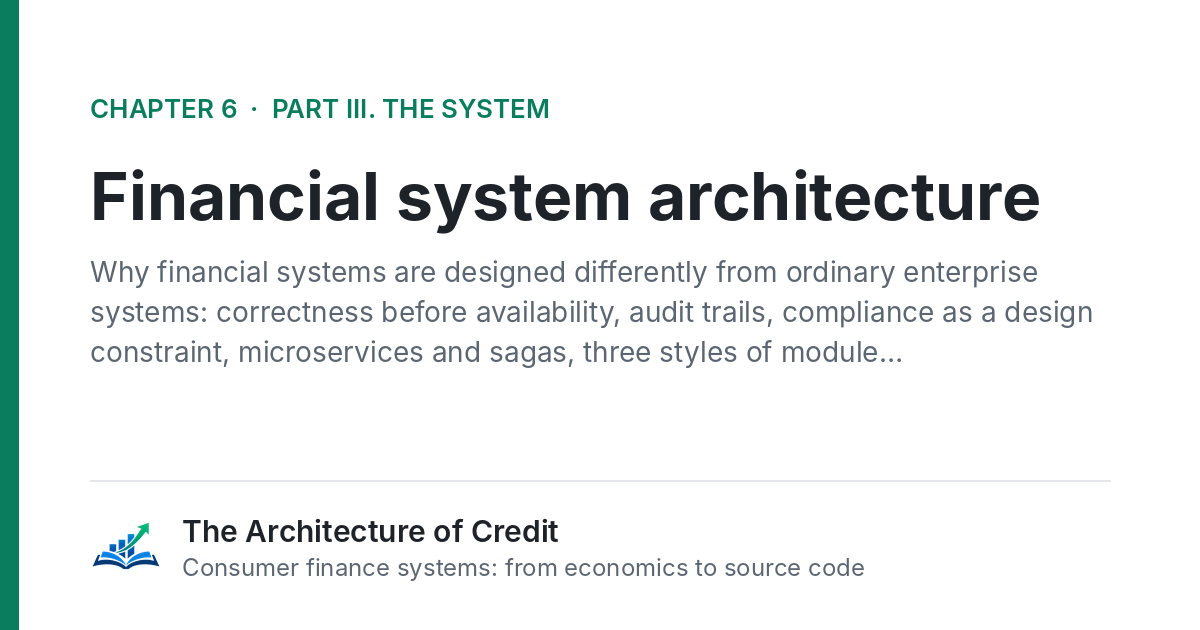 CHAPTER 6 · PART III. THE SYSTEM
Financial system architecture
Why financial systems are designed differently from ordinary enterprise
systems: correctness before availability, audit trails, compliance as a design
constraint, microservices and sagas, three styles of module…
The Architecture of Credit
Consumer finance systems: from economics to source code